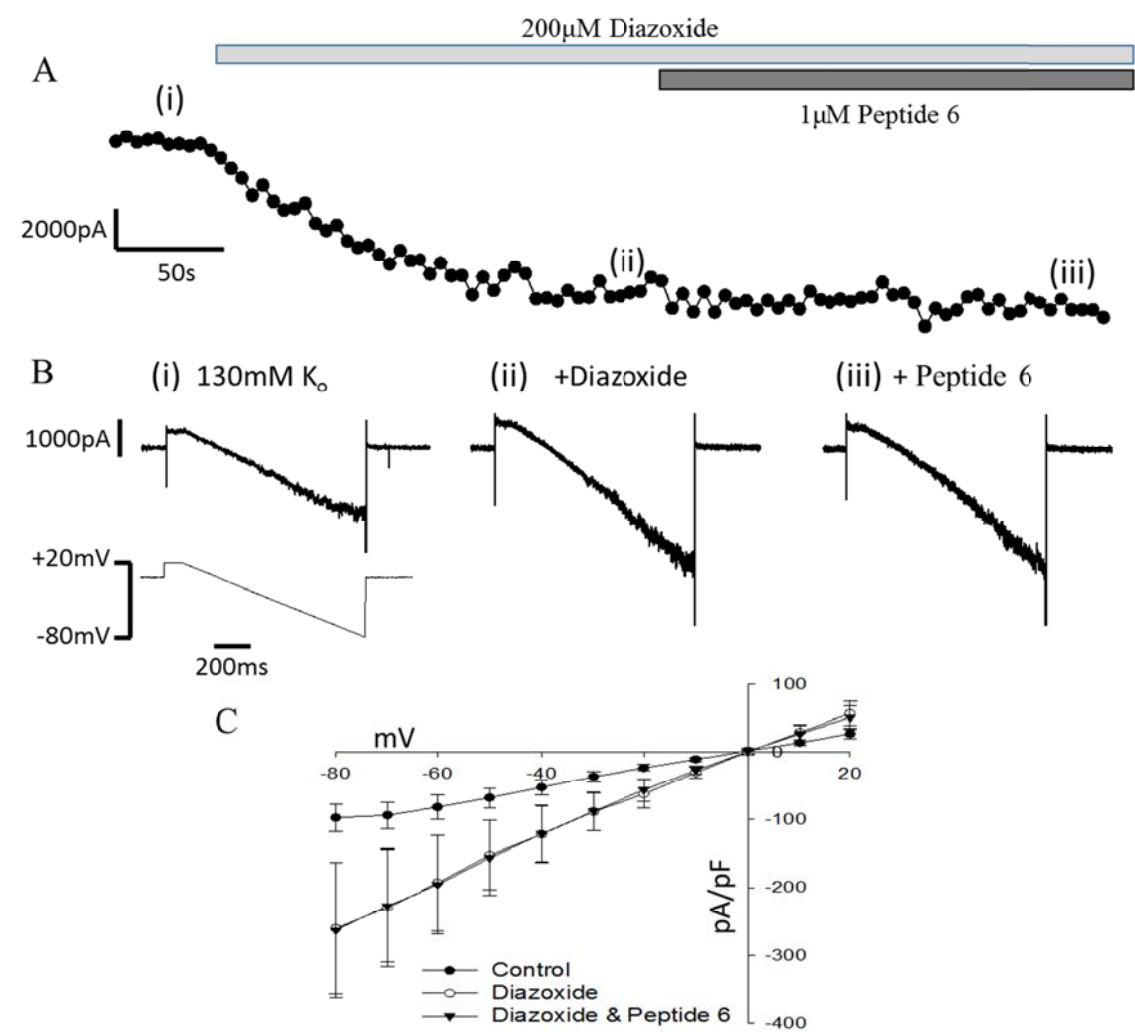 200μM Diazoxide
A
(i)
1μM Peptide 6
2000pA
50s
(ii)
(iii)
B
(i) 130mM Ko
(ii) +Diazoxide
(iii) + Peptide 6
1000pA
+20mV
-80mV
200ms
C
mV
100
0
-80 -60 -40 20
-100
-200
-300
-400
pA/pF
Control
Diazoxide
Diazoxide & Peptide 6